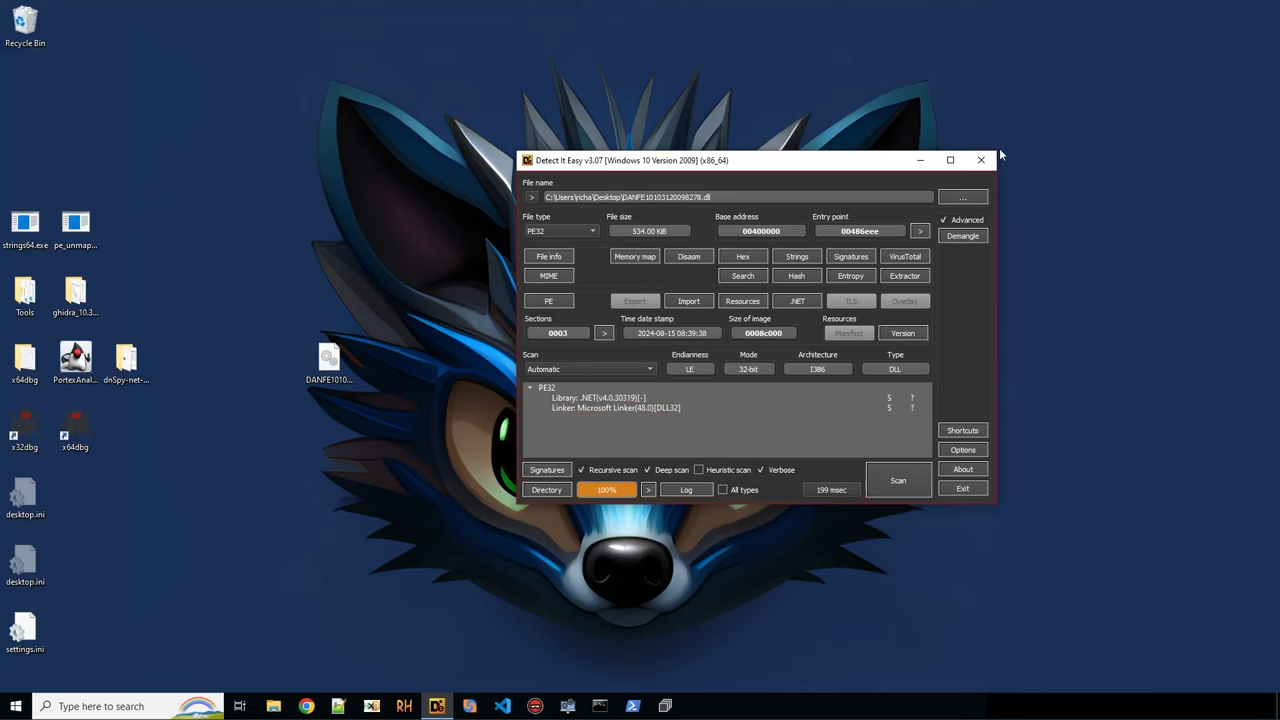 Recycle Bin
strings64.exe
pe_unmap...
Tools
ghidra_10.3...
x64dbg
PortexAnal...
dnSpy-net-...
DANFE1010...
x32dbg
x64dbg
desktop.ini
desktop.ini
settings.ini
Detect It Easy v3.07 [Windows 10 Version 2009] (x86_64)
File name
> C:\Users\richa\Desktop\DANFE10103120098278.dll ...
File type File size Base address Entry point Advanced
PE32 534.00 KiB 00400000 00486eee > Demangle
File info Memory map Disasm Hex Strings Signatures VirusTotal
MIME Search Hash Entropy Extractor
PE Export Import Resources .NET TLS Overlay
Sections Time date stamp Size of image Resources
0003 > 2024-08-15 08:39:38 0008c000 Manifest Version
Scan Endianness Mode Architecture Type
Automatic LE 32-bit I386 DLL
PE32
Library: .NET(v4.0.30319)[-] S ?
Linker: Microsoft Linker(48.0)[DLL32] S ?
Shortcuts
Options
Signatures Recursive scan Deep scan Heuristic scan Verbose Scan About
Directory 100% > Log All types 199 msec Exit
Type here to search
RH